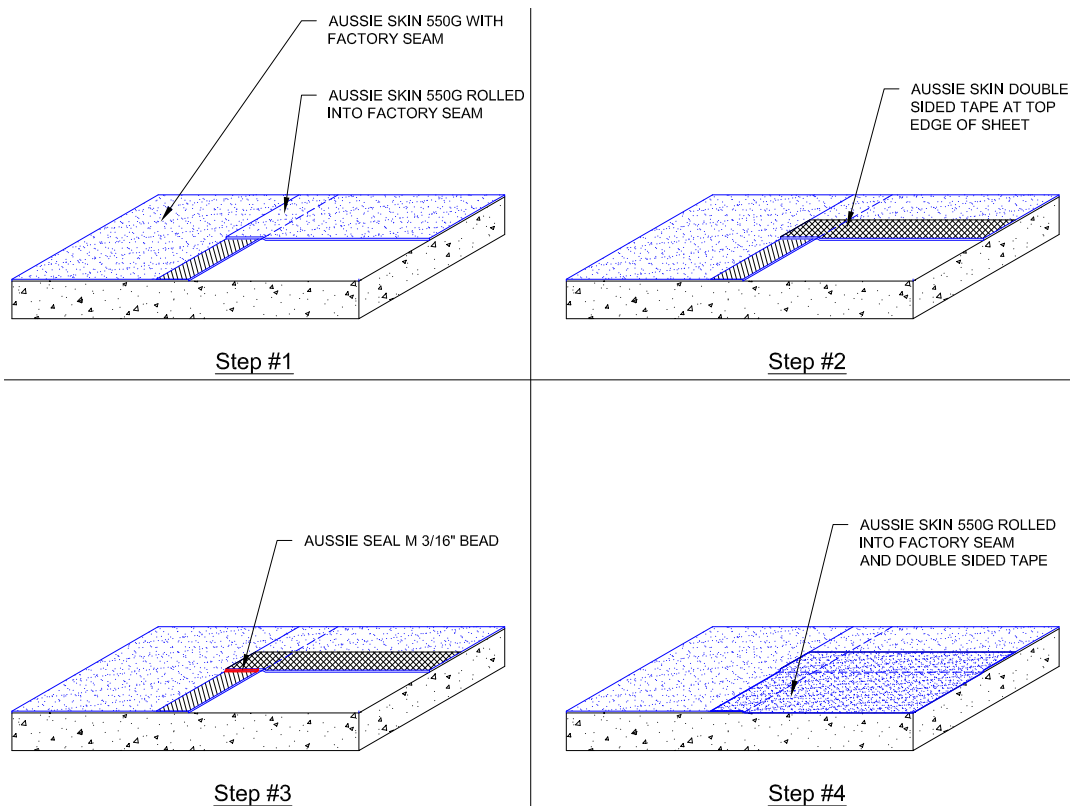 AUSSIE SKIN 550G WITH
FACTORY SEAM
AUSSIE SKIN 550G ROLLED
INTO FACTORY SEAM
Step #1
AUSSIE SKIN DOUBLE
SIDED TAPE AT TOP
EDGE OF SHEET
Step #2
AUSSIE SEAL M 3/16" BEAD
Step #3
AUSSIE SKIN 550G ROLLED
INTO FACTORY SEAM
AND DOUBLE SIDED TAPE
Step #4